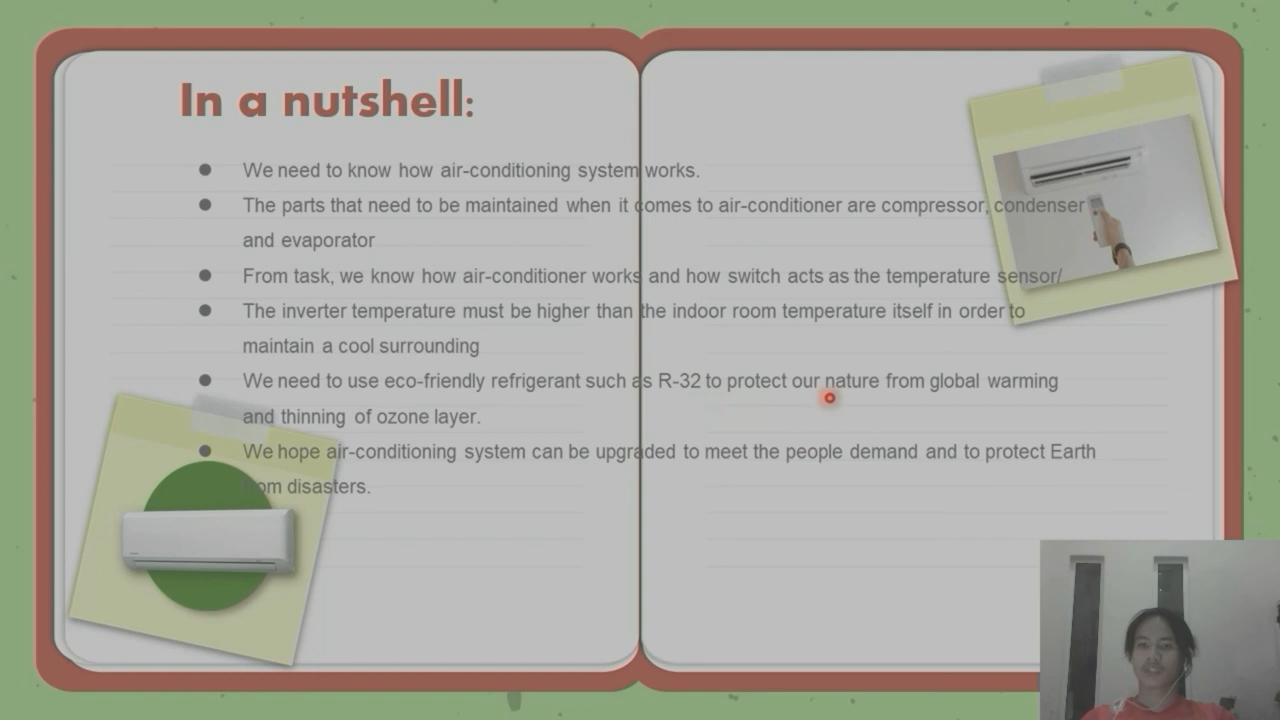 In a nutshell:
● We need to know how air-conditioning system works.
● The parts that need to be maintained when it comes to air-conditioner are compressor, condenser
and evaporator
● From task, we know how air-conditioner works and how switch acts as the temperature sensor/
● The inverter temperature must be higher than the indoor room temperature itself in order to
maintain a cool surrounding
● We need to use eco-friendly refrigerant such as R-32 to protect our nature from global warming
and thinning of ozone layer.
● We hope air-conditioning system can be upgraded to meet the people demand and to protect Earth
from disasters.